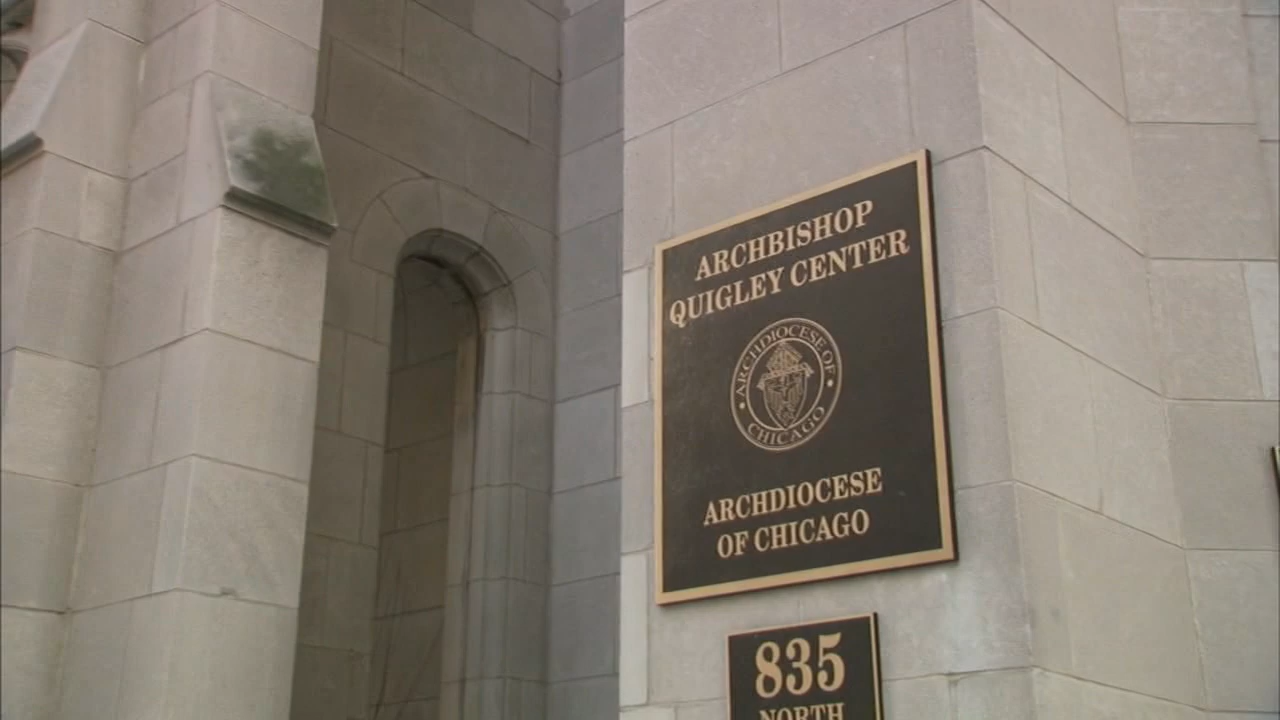 ARCHBISHOP
QUIGLEY CENTER
ARCHDIOCESE OF
CHICAGO
ARCHDIOCESE
OF CHICAGO
835
NORTH